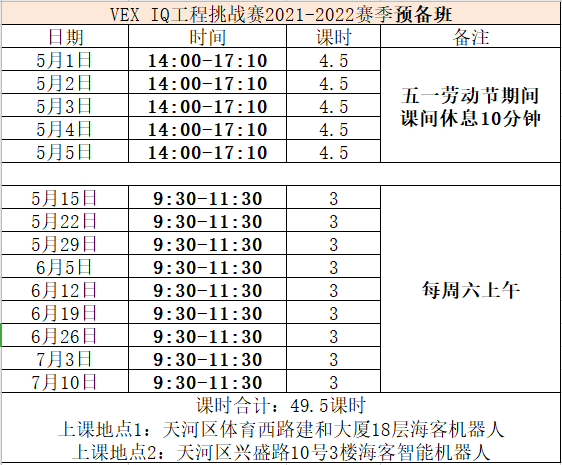 VEX IQ工程挑战赛2021-2022赛季预备班
日期 时间 课时 备注
5月1日 14:00-17:10 4.5
5月2日 14:00-17:10 4.5
5月3日 14:00-17:10 4.5
5月4日 14:00-17:10 4.5
5月5日 14:00-17:10 4.5
五一劳动节期间
课间休息10分钟
5月15日 9:30-11:30 3
5月22日 9:30-11:30 3
5月29日 9:30-11:30 3
6月5日 9:30-11:30 3
6月12日 9:30-11:30 3
6月19日 9:30-11:30 3
6月26日 9:30-11:30 3
7月3日 9:30-11:30 3
7月10日 9:30-11:30 3
每周六上午
课时合计：49.5课时
上课地点1：天河区体育西路建和大厦18层海客机器人
上课地点2：天河区兴盛路10号3楼海客智能机器人